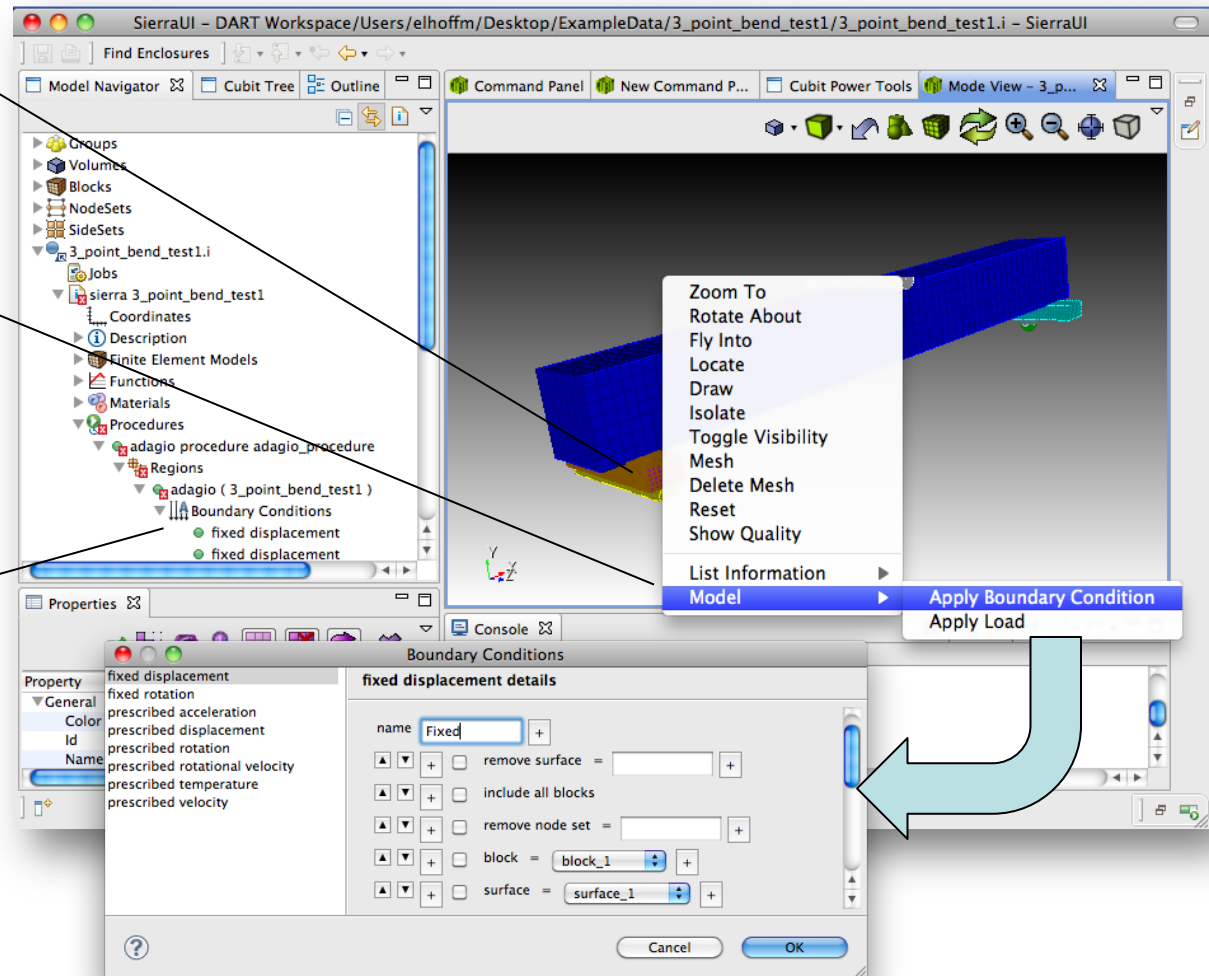 SierraUI – DART Workspace/Users/elhoffm/Desktop/ExampleData/3_point_bend_test1/3_point_bend_test1.i – SierraUI
Find Enclosures
Model Navigator
Cubit Tree
Outline
Command Panel
New Command P...
Cubit Power Tools
Mode View – 3_p...
Groups
Volumes
Blocks
NodeSets
SideSets
3_point_bend_test1.i
Jobs
sierra 3_point_bend_test1
Coordinates
Description
Finite Element Models
Functions
Materials
Procedures
adagio procedure adagio_procedure
Regions
adagio ( 3_point_bend_test1 )
Boundary Conditions
fixed displacement
fixed displacement
Y
Z
Zoom To
Rotate About
Fly Into
Locate
Draw
Isolate
Toggle Visibility
Mesh
Delete Mesh
Reset
Show Quality
List Information
Model
Apply Boundary Condition
Apply Load
Properties
Console
Property
General
Color
Id
Name
Boundary Conditions
fixed displacement
fixed rotation
prescribed acceleration
prescribed displacement
prescribed rotation
prescribed rotational velocity
prescribed temperature
prescribed velocity
fixed displacement details
name Fixed +
+ remove surface = +
+ include all blocks
+ remove node set = +
+ block = block_1 +
+ surface = surface_1 +
?
Cancel
OK